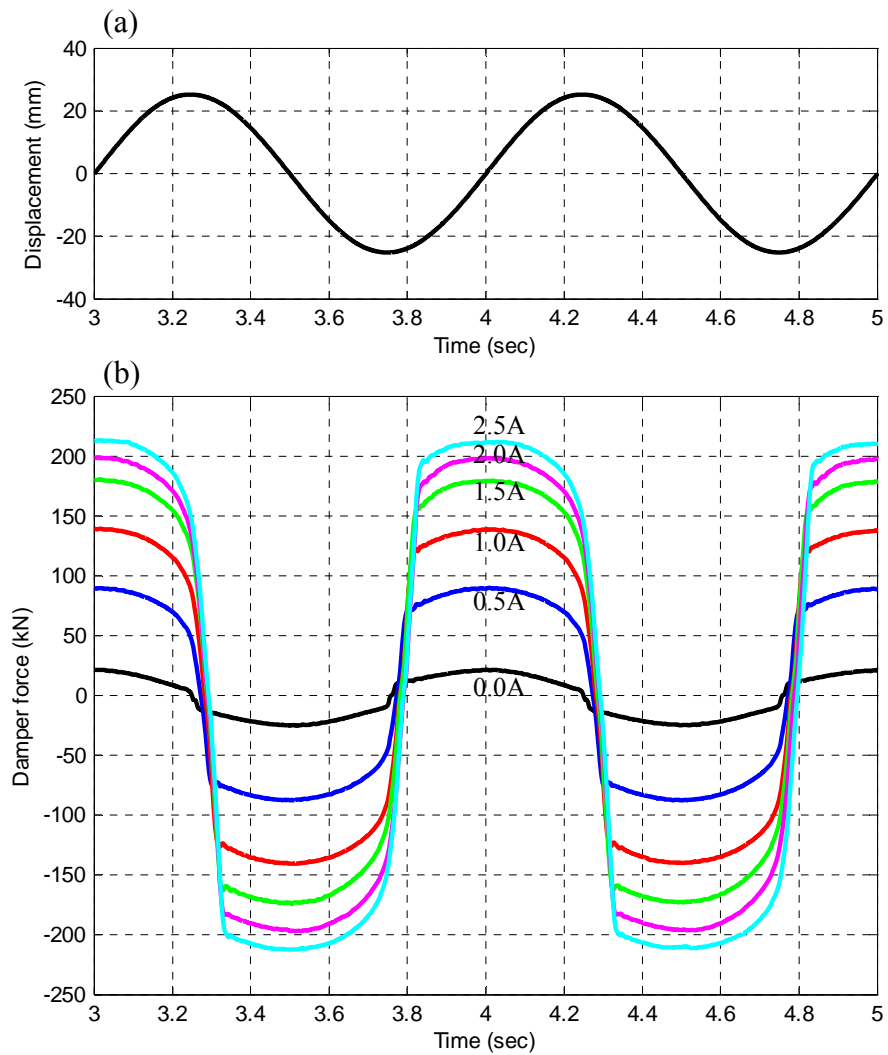 (a)
40
20
0
-20
-40
Displacement (mm)
3 3.2 3.4 3.6 3.8 4 4.2 4.4 4.6 4.8 5
Time (sec)
(b)
250
200
150
100
50
0
-50
-100
-150
-200
-250
Damper force (kN)
2.5A
2.0A
1.5A
1.0A
0.5A
0.0A
3 3.2 3.4 3.6 3.8 4 4.2 4.4 4.6 4.8 5
Time (sec)